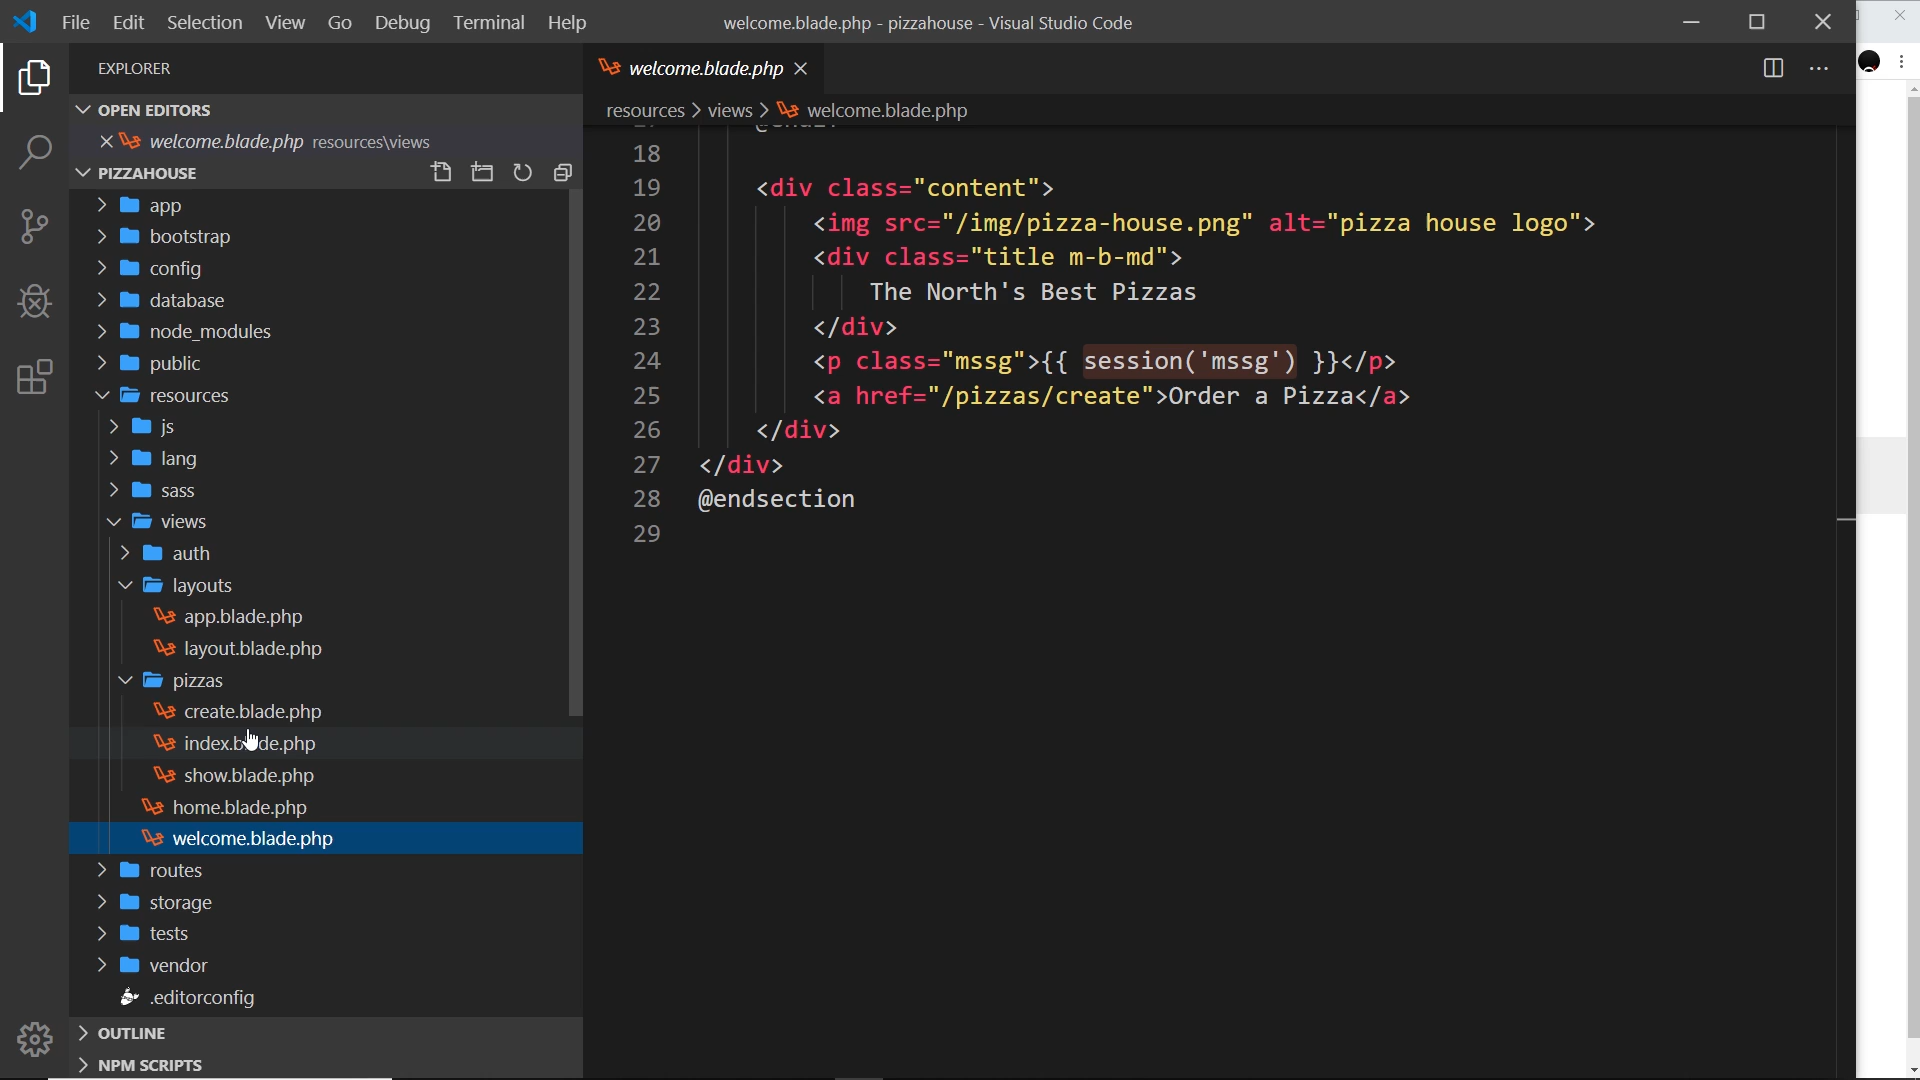 File Edit Selection View Go Debug Terminal Help
welcome.blade.php - pizzahouse - Visual Studio Code
EXPLORER
OPEN EDITORS
welcome.blade.php resources\views
PIZZAHOUSE
app
bootstrap
config
database
node_modules
public
resources
js
lang
sass
views
auth
layouts
app.blade.php
layout.blade.php
pizzas
create.blade.php
index.blade.php
show.blade.php
home.blade.php
welcome.blade.php
routes
storage
tests
vendor
.editorconfig
OUTLINE
NPM SCRIPTS
welcome.blade.php
resources > views > welcome.blade.php
18
19 <div class="content">
20 <img src="/img/pizza-house.png" alt="pizza house logo">
21 <div class="title m-b-md">
22 The North's Best Pizzas
23 </div>
24 <p class="mssg">{{ session('mssg') }}</p>
25 <a href="/pizzas/create">Order a Pizza</a>
26 </div>
27 </div>
28 @endsection
29